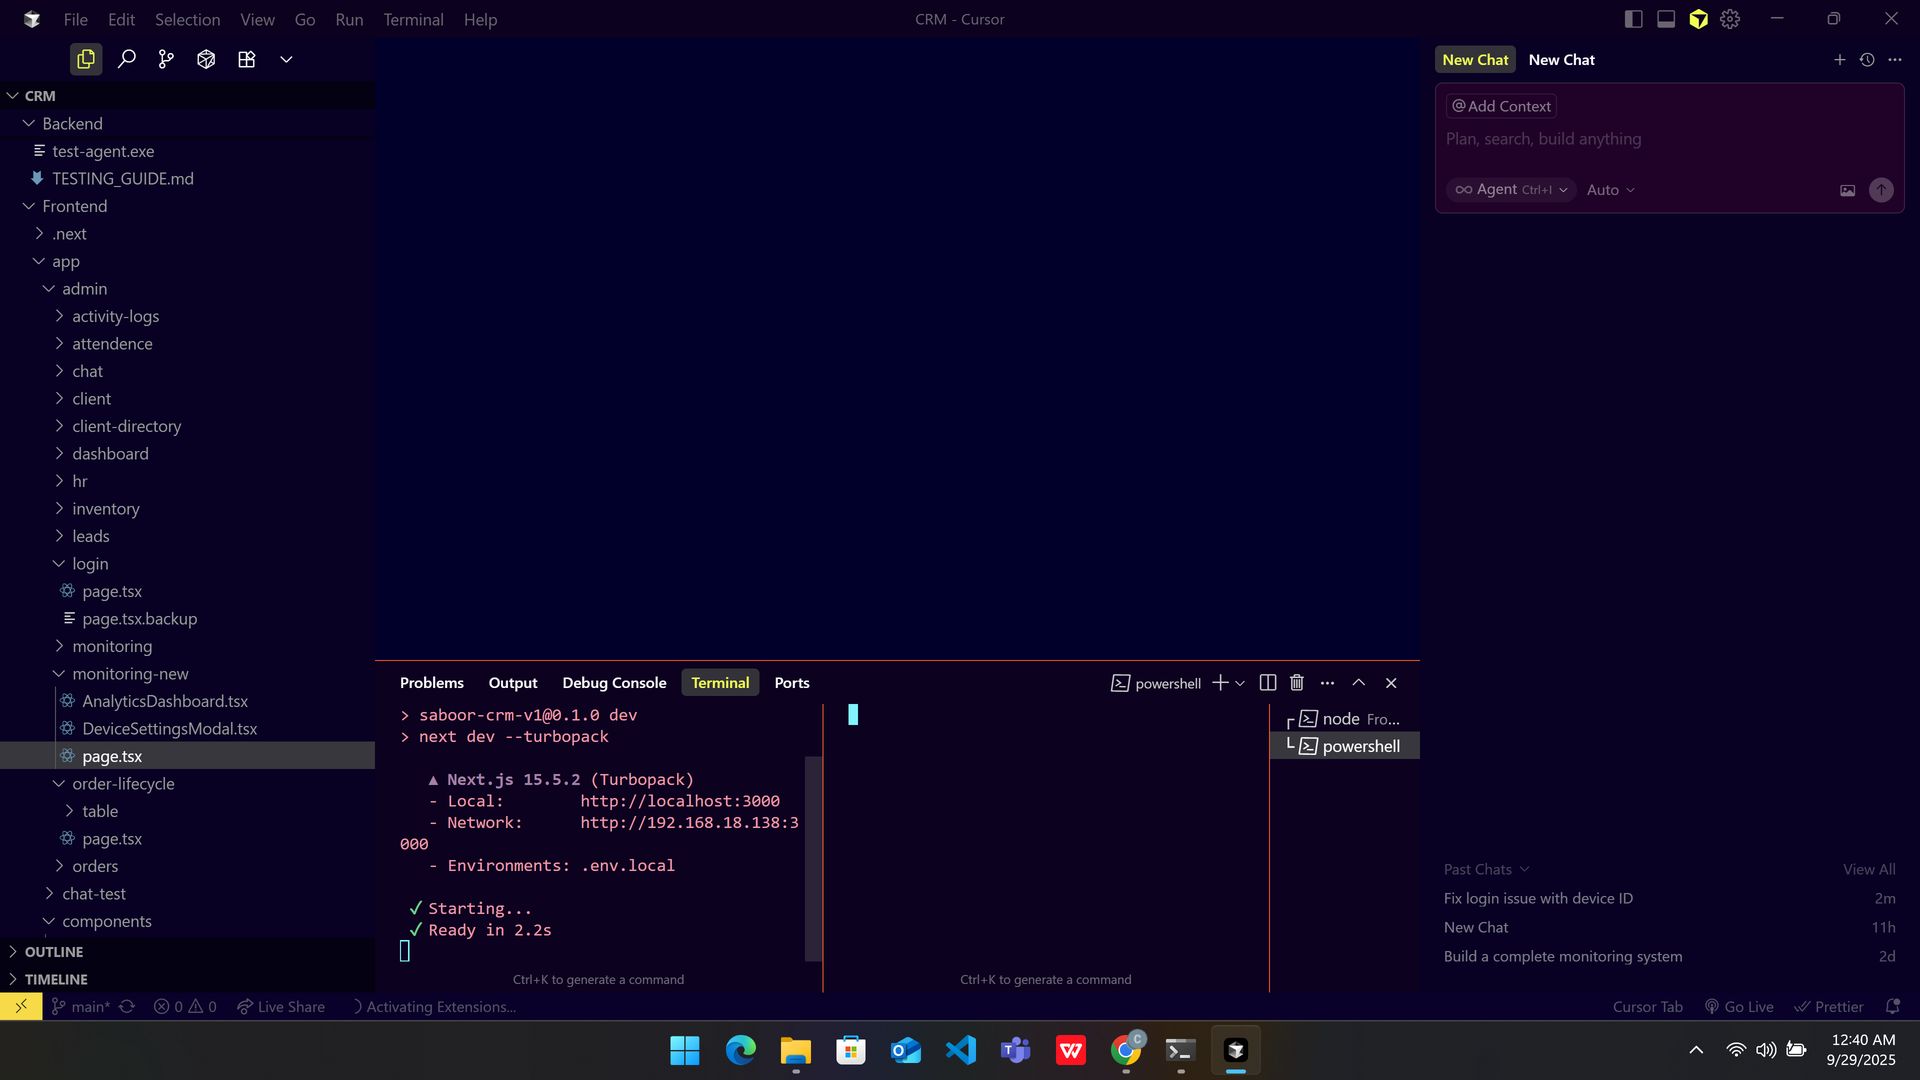 File Edit Selection View Go Run Terminal Help
CRM - Cursor
CRM
Backend
test-agent.exe
TESTING_GUIDE.md
Frontend
.next
app
admin
activity-logs
attendence
chat
client
client-directory
dashboard
hr
inventory
leads
login
page.tsx
page.tsx.backup
monitoring
monitoring-new
AnalyticsDashboard.tsx
DeviceSettingsModal.tsx
page.tsx
order-lifecycle
table
page.tsx
orders
chat-test
components
OUTLINE
TIMELINE
Problems Output Debug Console Terminal Ports
powershell
> saboor-crm-v1@0.1.0 dev
> next dev --turbopack
▲ Next.js 15.5.2 (Turbopack)
- Local: http://localhost:3000
- Network: http://192.168.18.138:3
000
- Environments: .env.local
✓ Starting...
✓ Ready in 2.2s
Ctrl+K to generate a command
Ctrl+K to generate a command
node Fro...
powershell
New Chat New Chat
@ Add Context
Plan, search, build anything
Agent Ctrl+I Auto
Past Chats View All
Fix login issue with device ID 2m
New Chat 11h
Build a complete monitoring system 2d
main* 0 0 Live Share Activating Extensions...
Cursor Tab Go Live Prettier
C
12:40 AM
9/29/2025